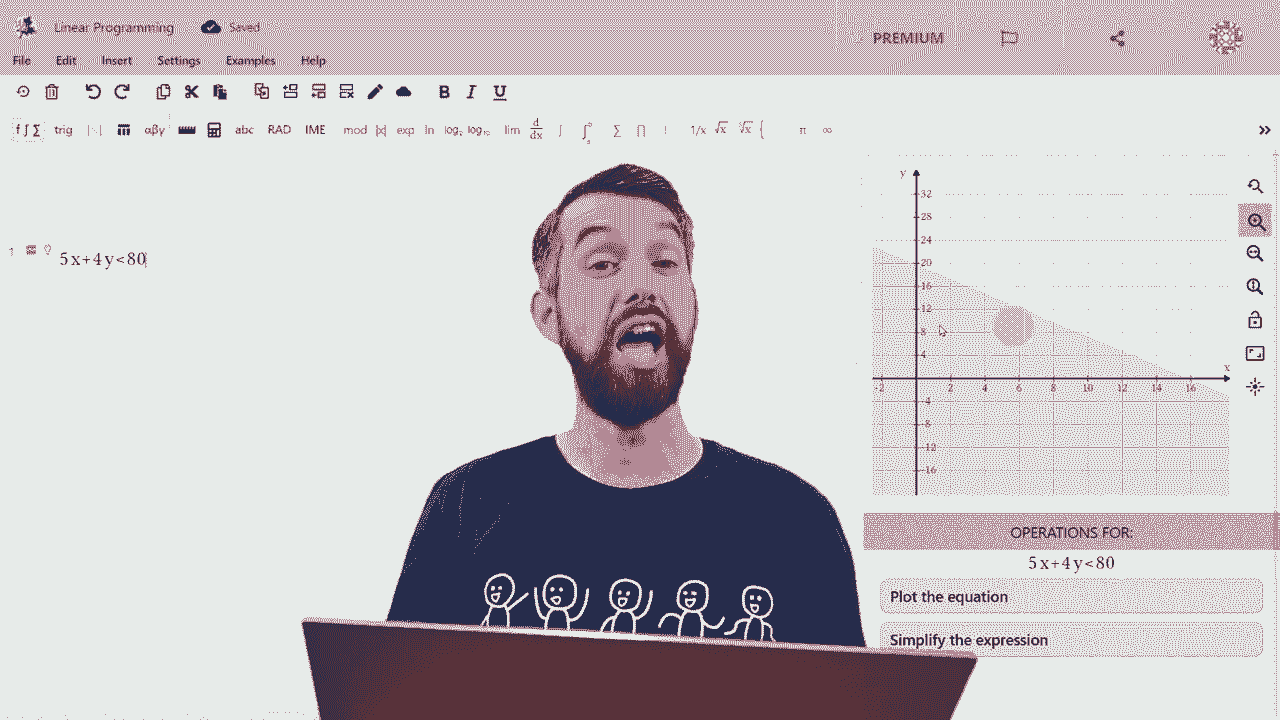 Linear Programming Saved
PREMIUM
File Edit Insert Settings Examples Help
B I U
f∫Σ trig αβγ abc RAD IME mod |x| exp ln log₂ log₁₀ lim d/dx ∫ ∑ ∏ ! 1/x √x π ∞ »
1 5x+4y<80
y
32
28
24
20
16
12
8
4
x
-2 2 4 6 8 10 12 14 16
-4
-8
-12
-16
OPERATIONS FOR:
5x+4y<80
Plot the equation
Simplify the expression